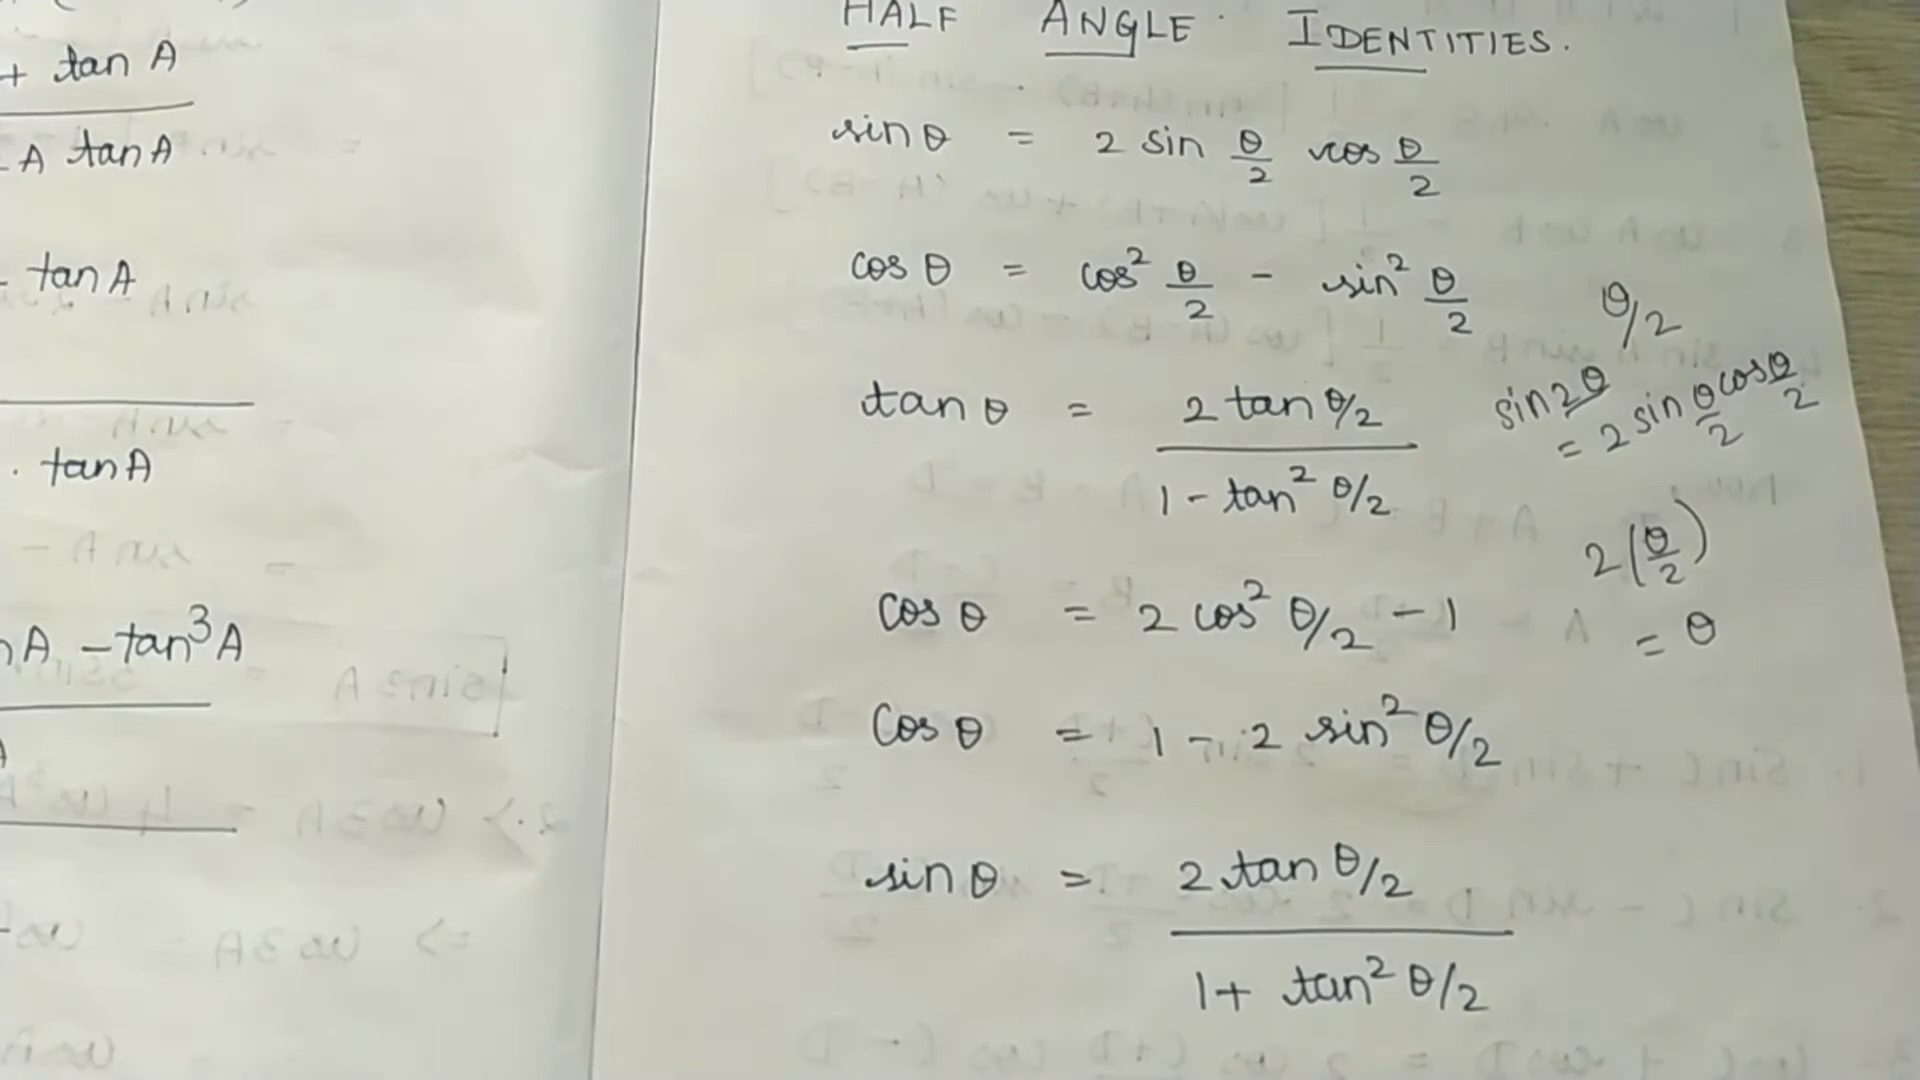 + tan A
A tan A
- tan A
. tan A
A - tan³A
HALF ANGLE IDENTITIES.
sin θ = 2 sin θ/2 cos θ/2
cos θ = cos² θ/2 - sin² θ/2
tan θ = 2 tan θ/2 / 1 - tan² θ/2
cos θ = 2 cos² θ/2 - 1
cos θ = 1 - 2 sin² θ/2
sin θ = 2 tan θ/2 / 1 + tan² θ/2
θ/2
sin 2θ
= 2 sin θ/2 cos θ/2
2(θ/2)
= θ